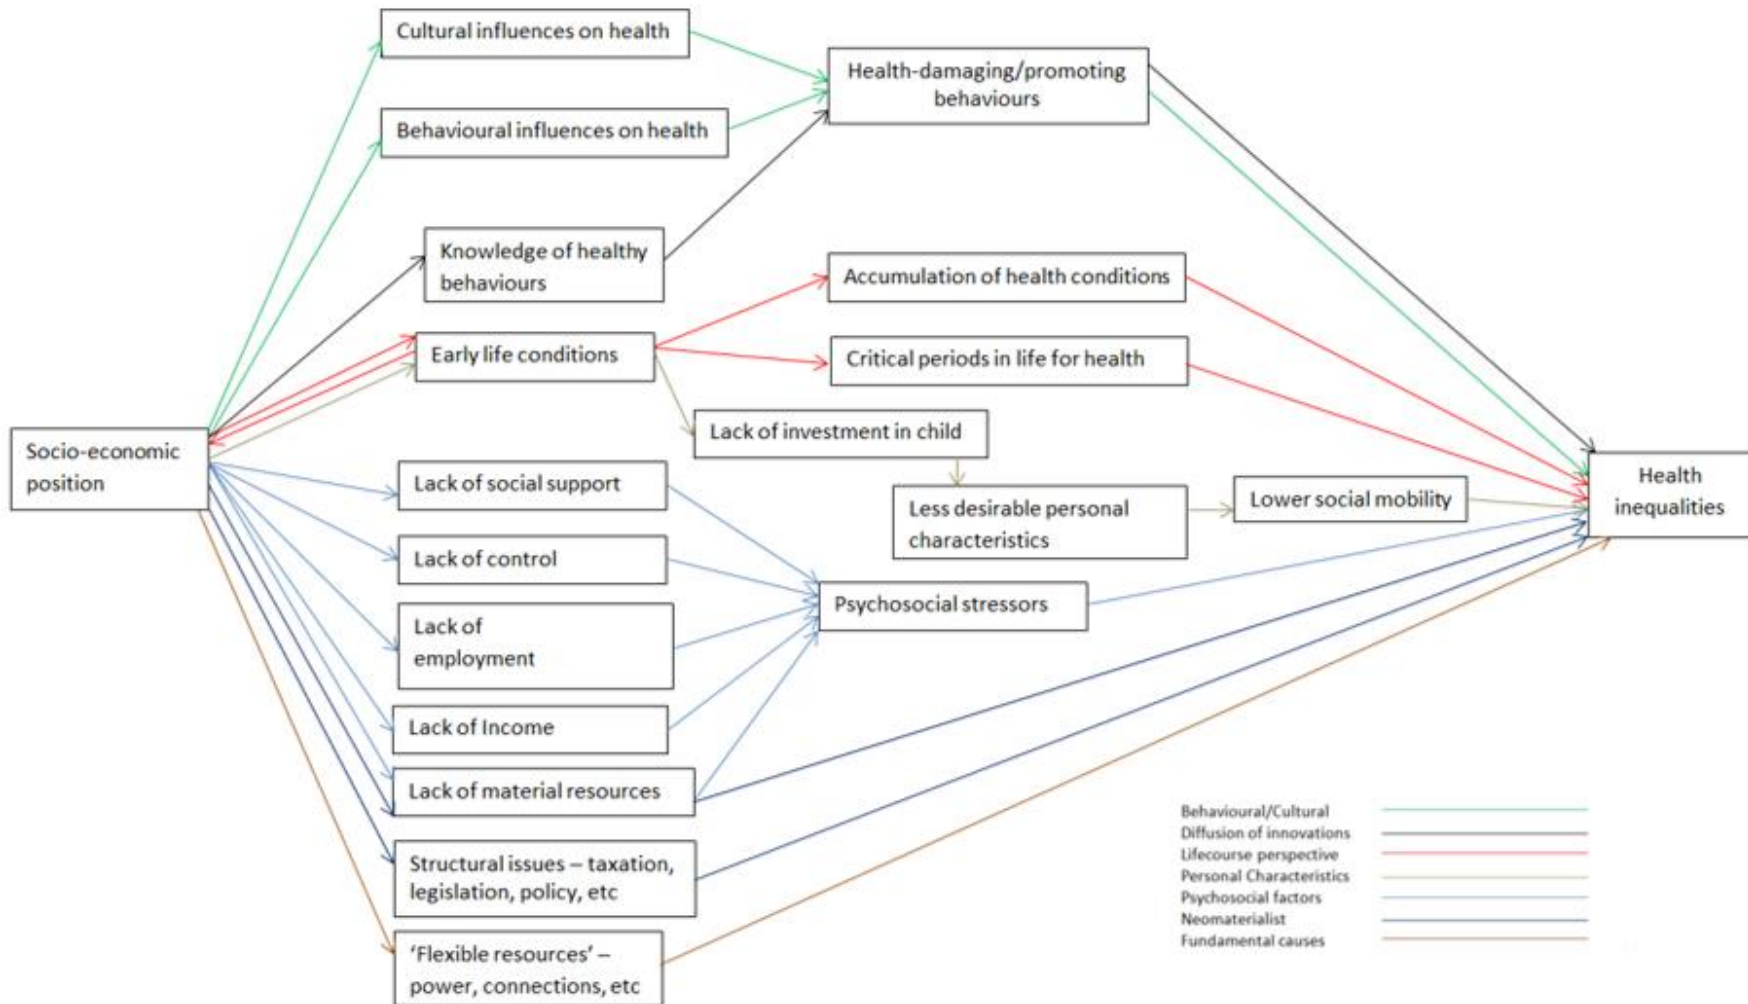 Cultural influences on health
Health-damaging/promoting
behaviours
Behavioural influences on health
Knowledge of healthy
behaviours
Accumulation of health conditions
Early life conditions
Critical periods in life for health
Lack of investment in child
Socio-economic
position
Lack of social support
Less desirable personal
characteristics
Lower social mobility
Health
inequalities
Lack of control
Psychosocial stressors
Lack of
employment
Lack of Income
Lack of material resources
Structural issues – taxation,
legislation, policy, etc
'Flexible resources' –
power, connections, etc
Behavioural/Cultural
Diffusion of innovations
Lifecourse perspective
Personal Characteristics
Psychosocial factors
Neomaterialist
Fundamental causes